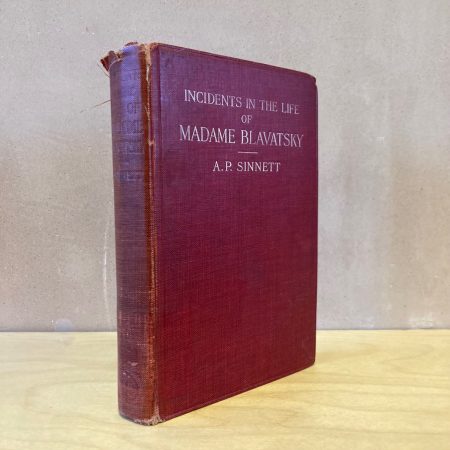 INCIDENTS IN THE LIFE
OF
MADAME BLAVATSKY
A.P. SINNETT